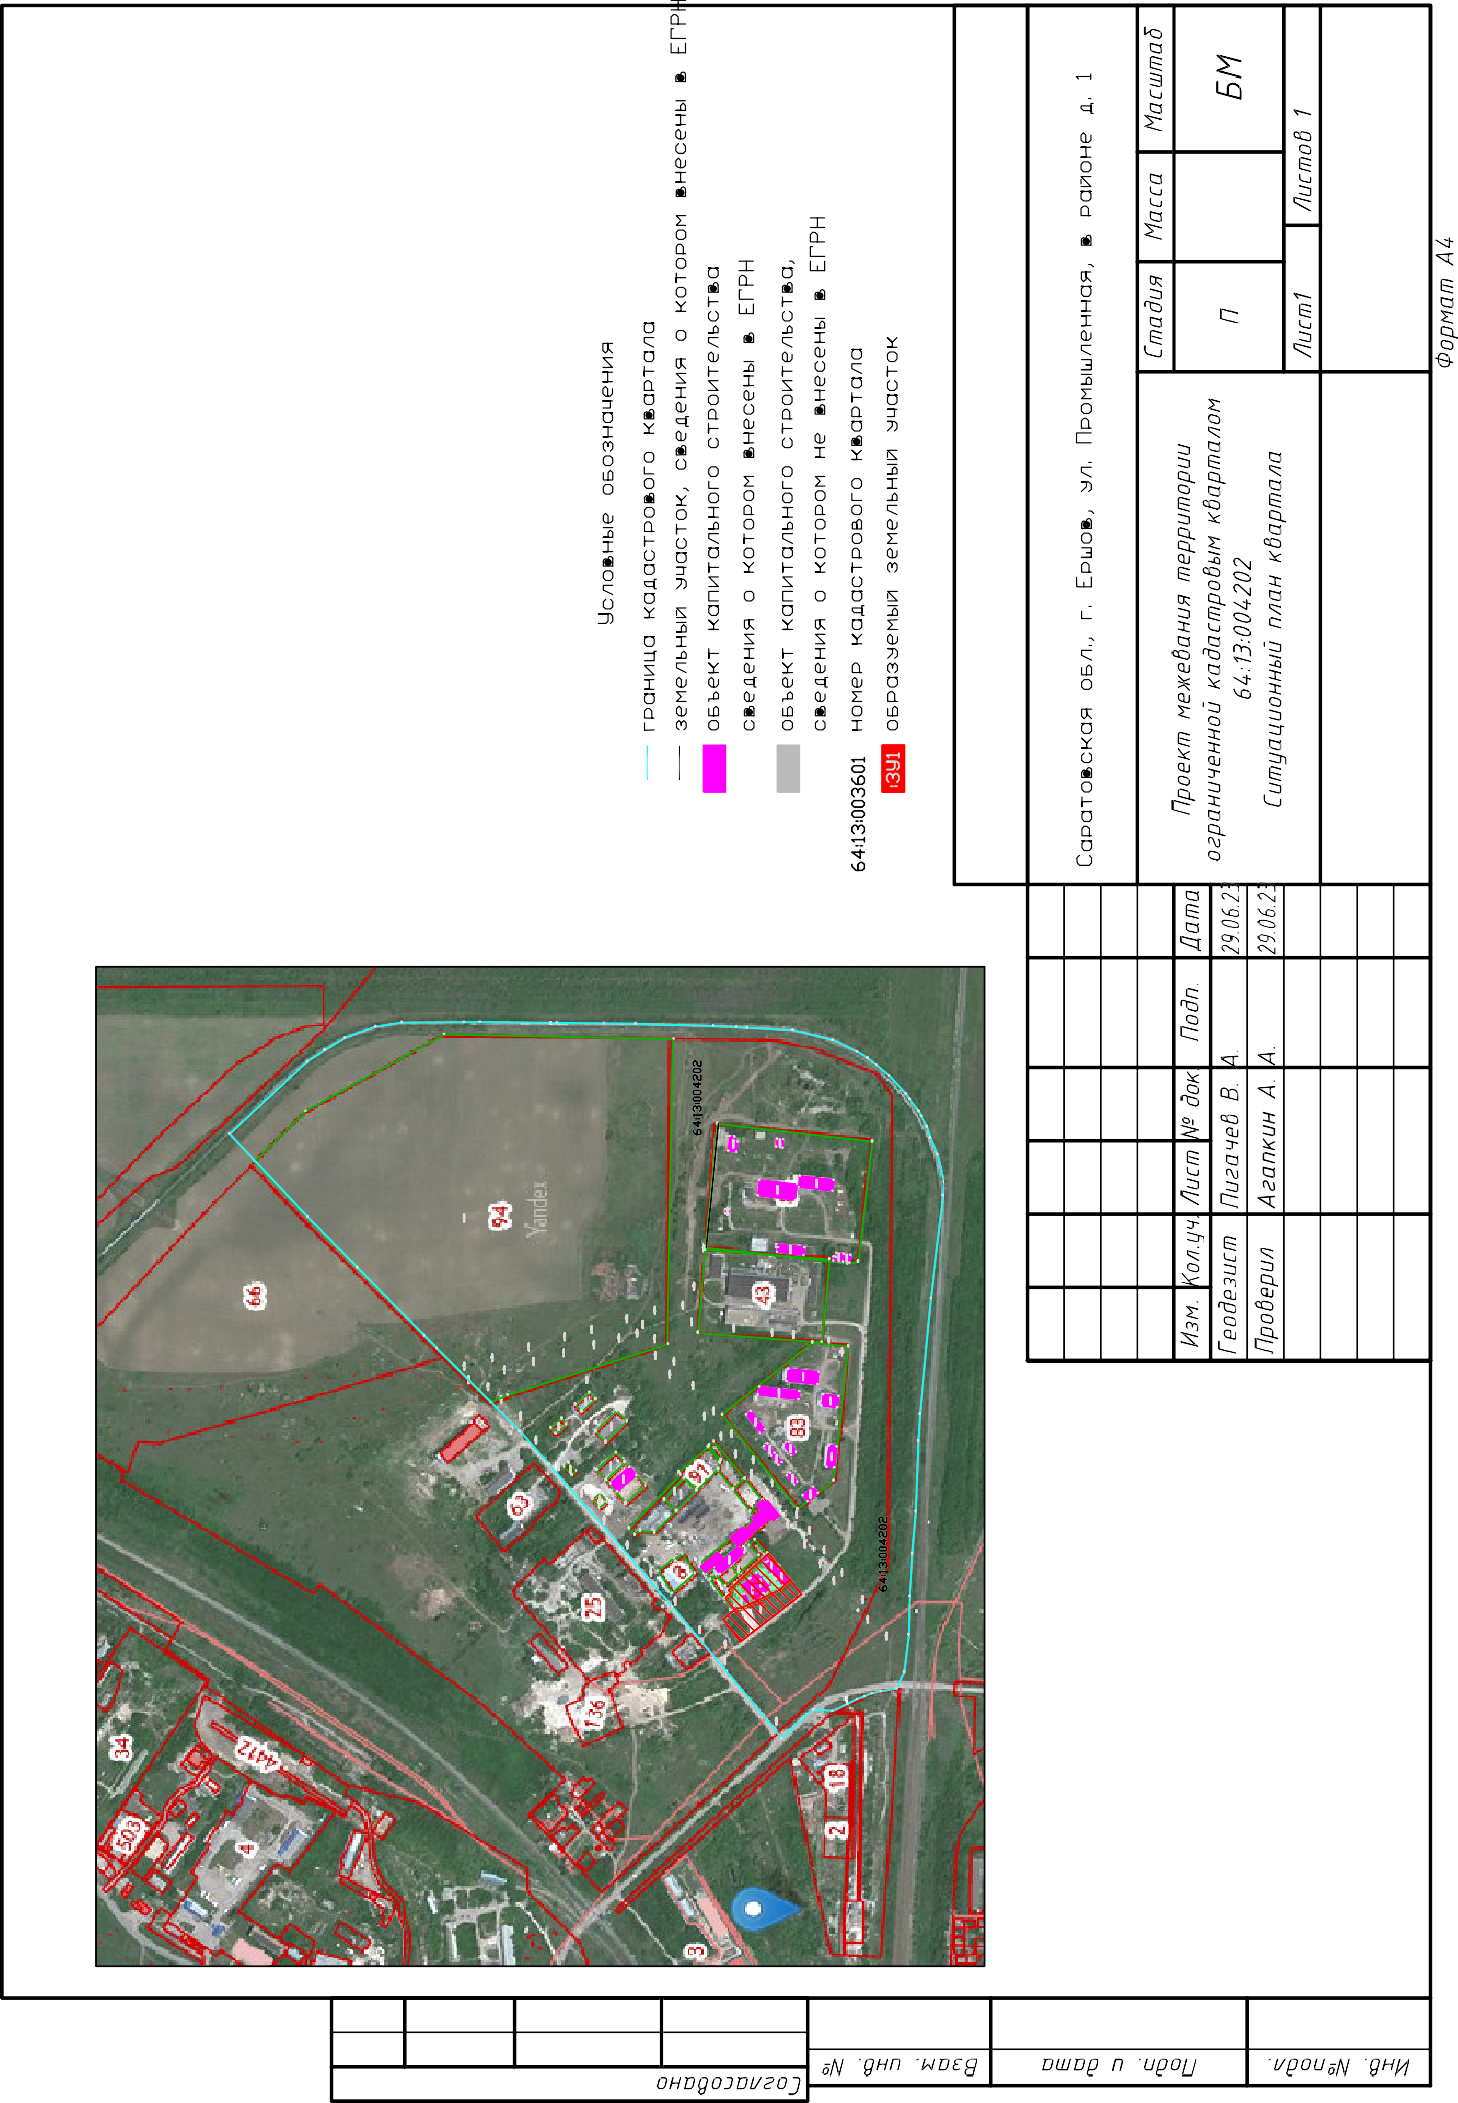 Условные обозначения
граница кадастрового квартала
земельный участок, сведения о котором внесены в ЕГРН
объект капитального строительства
сведения о котором внесены в ЕГРН
объект капитального строительства,
сведения о котором не внесены в ЕГРН
64:13:003601 номер кадастрового квартала
:ЗУ1 образуемый земельный участок
64:13:004202
64:13:004202
Yandex
66
94
43
83
91
63
25
136
34
4412
503
4
18
2
3
Саратовская обл., г. Ершов, ул. Промышленная, в районе д. 1
Изм. Кол.уч. Лист № док. Подп. Дата
Геодезист Пигачев В. А. 29.06.23
Проверил Агапкин А. А. 29.06.23
Проект межевания территории
ограниченной кадастровым кварталом
64:13:004202
Ситуационный план квартала
Стадия Масса Масштаб
П БМ
Лист1 Листов 1
Формат А4
Согласовано
Взам. инв. №
Подп. и дата
Инв. №подл.